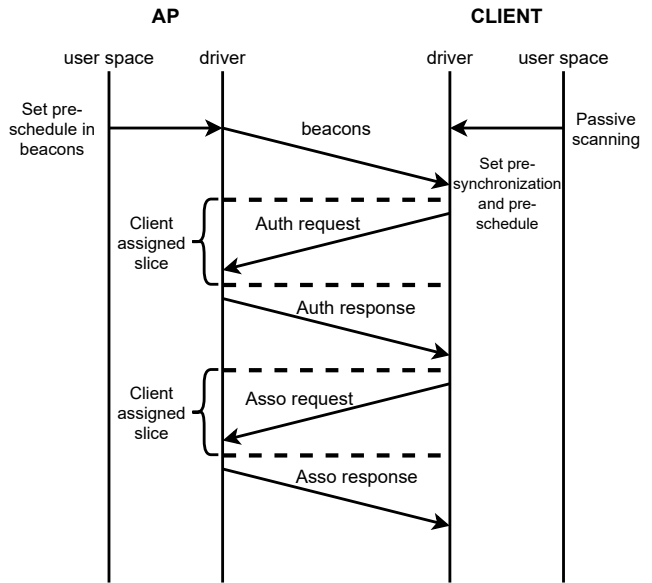 AP
CLIENT
user space
driver
driver
user space
Set pre-
schedule in
beacons
beacons
Passive
scanning
Set pre-
synchronization
and pre-
schedule
Client
assigned
slice
Auth request
Auth response
Client
assigned
slice
Asso request
Asso response